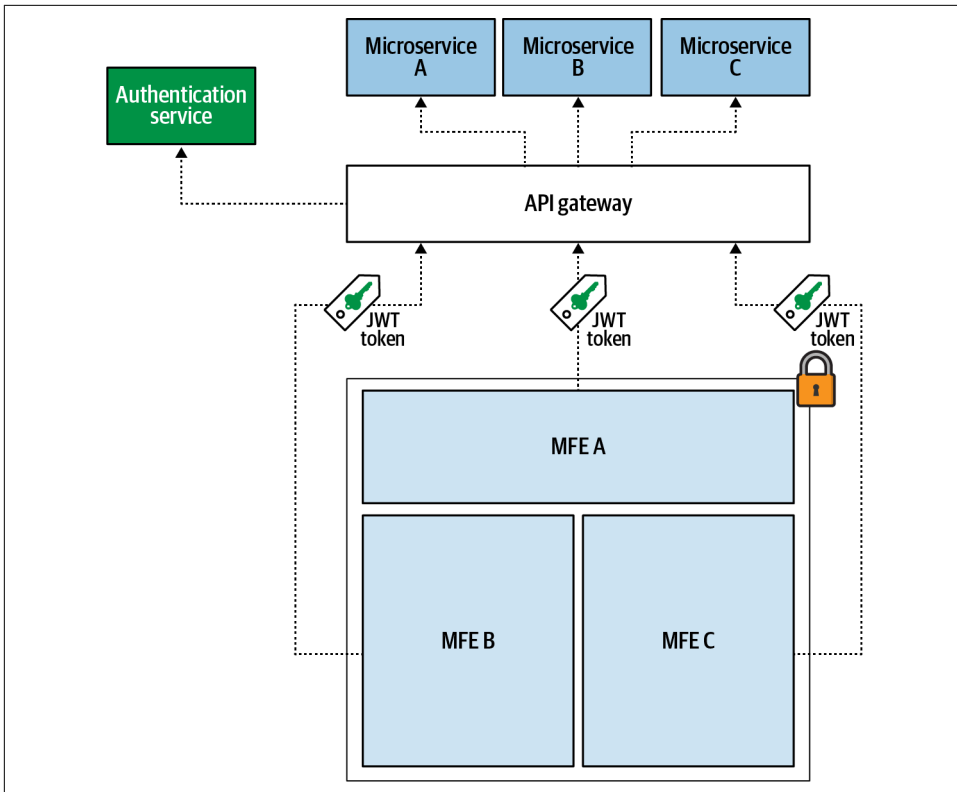 Microservice
A
Microservice
B
Microservice
C
Authentication
service
API gateway
JWT
token
JWT
token
JWT
token
MFE A
MFE B
MFE C